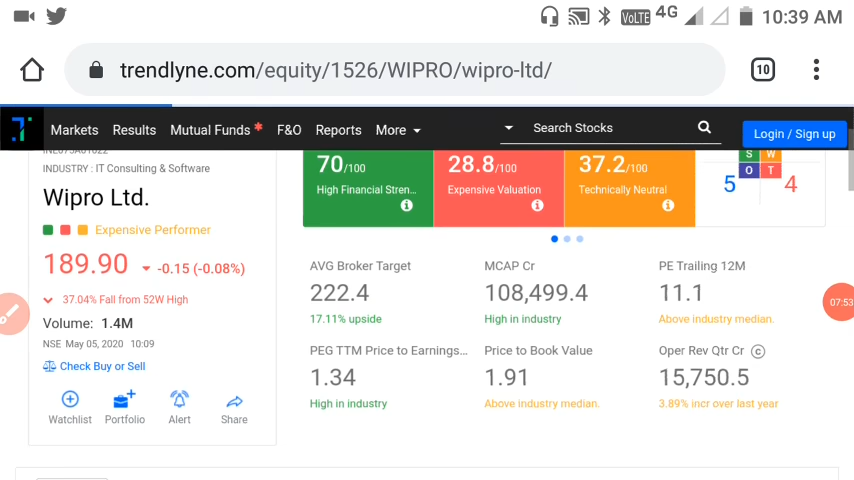 VoLTE 4G 10:39 AM
trendlyne.com/equity/1526/WIPRO/wipro-ltd/
10
Markets Results Mutual Funds * F&O Reports More Search Stocks Login / Sign up
INDUSTRY : IT Consulting & Software
Wipro Ltd.
Expensive Performer
189.90 -0.15 (-0.08%)
37.04% Fall from 52W High
Volume: 1.4M
NSE May 05, 2020 10:09
Check Buy or Sell
Watchlist Portfolio Alert Share
70/100
High Financial Stren...
28.8/100
Expensive Valuation
37.2/100
Technically Neutral
S W
5 O T 4
AVG Broker Target
222.4
17.11% upside
MCAP Cr
108,499.4
High in industry
PE Trailing 12M
11.1
Above industry median.
PEG TTM Price to Earnings...
1.34
High in industry
Price to Book Value
1.91
Above industry median.
Oper Rev Qtr Cr C
15,750.5
3.89% incr over last year
07:53